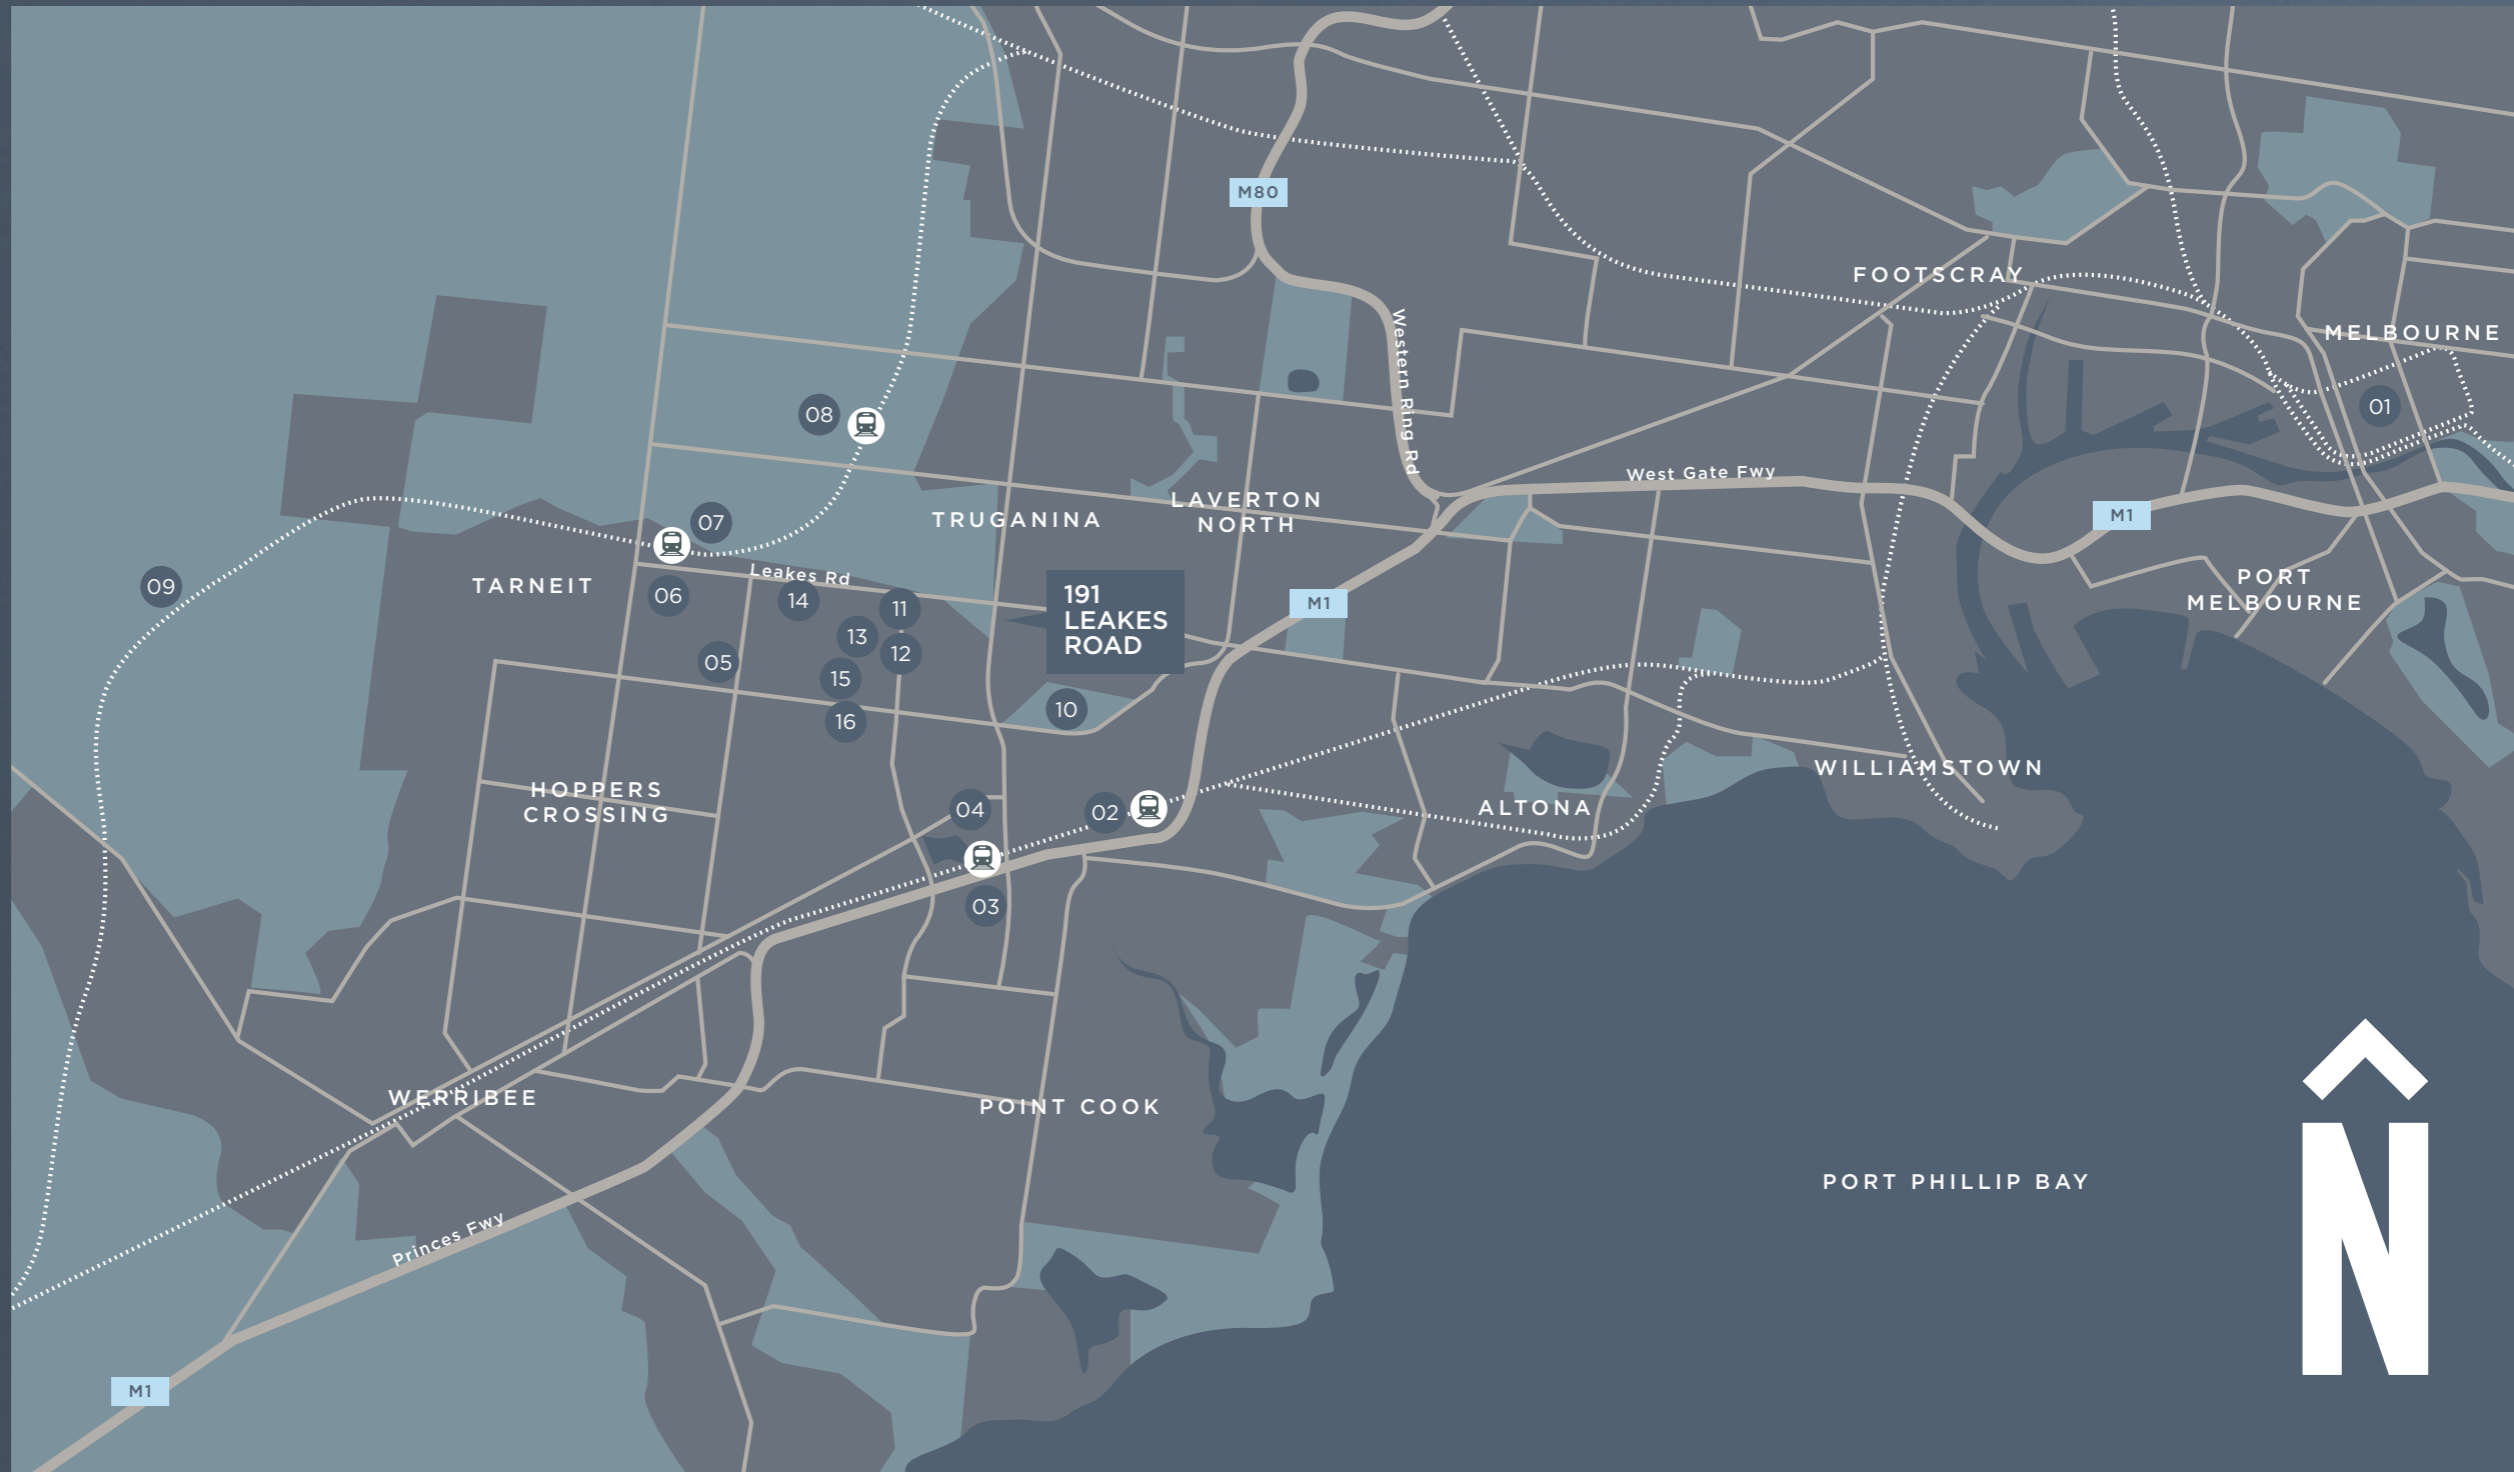 M80
FOOTSCRAY
MELBOURNE
01
Western Ring Rd
08
West Gate Fwy
LAVERTON
NORTH
TRUGANINA
07
M1
TARNEIT
Leakes Rd
09
06
14
11
191
LEAKES
ROAD
M1
PORT
MELBOURNE
13
12
05
15
10
16
HOPPERS
CROSSING
04
02
ALTONA
WILLIAMSTOWN
03
WERRIBEE
POINT COOK
PORT PHILLIP BAY
Princes Fwy
N
M1